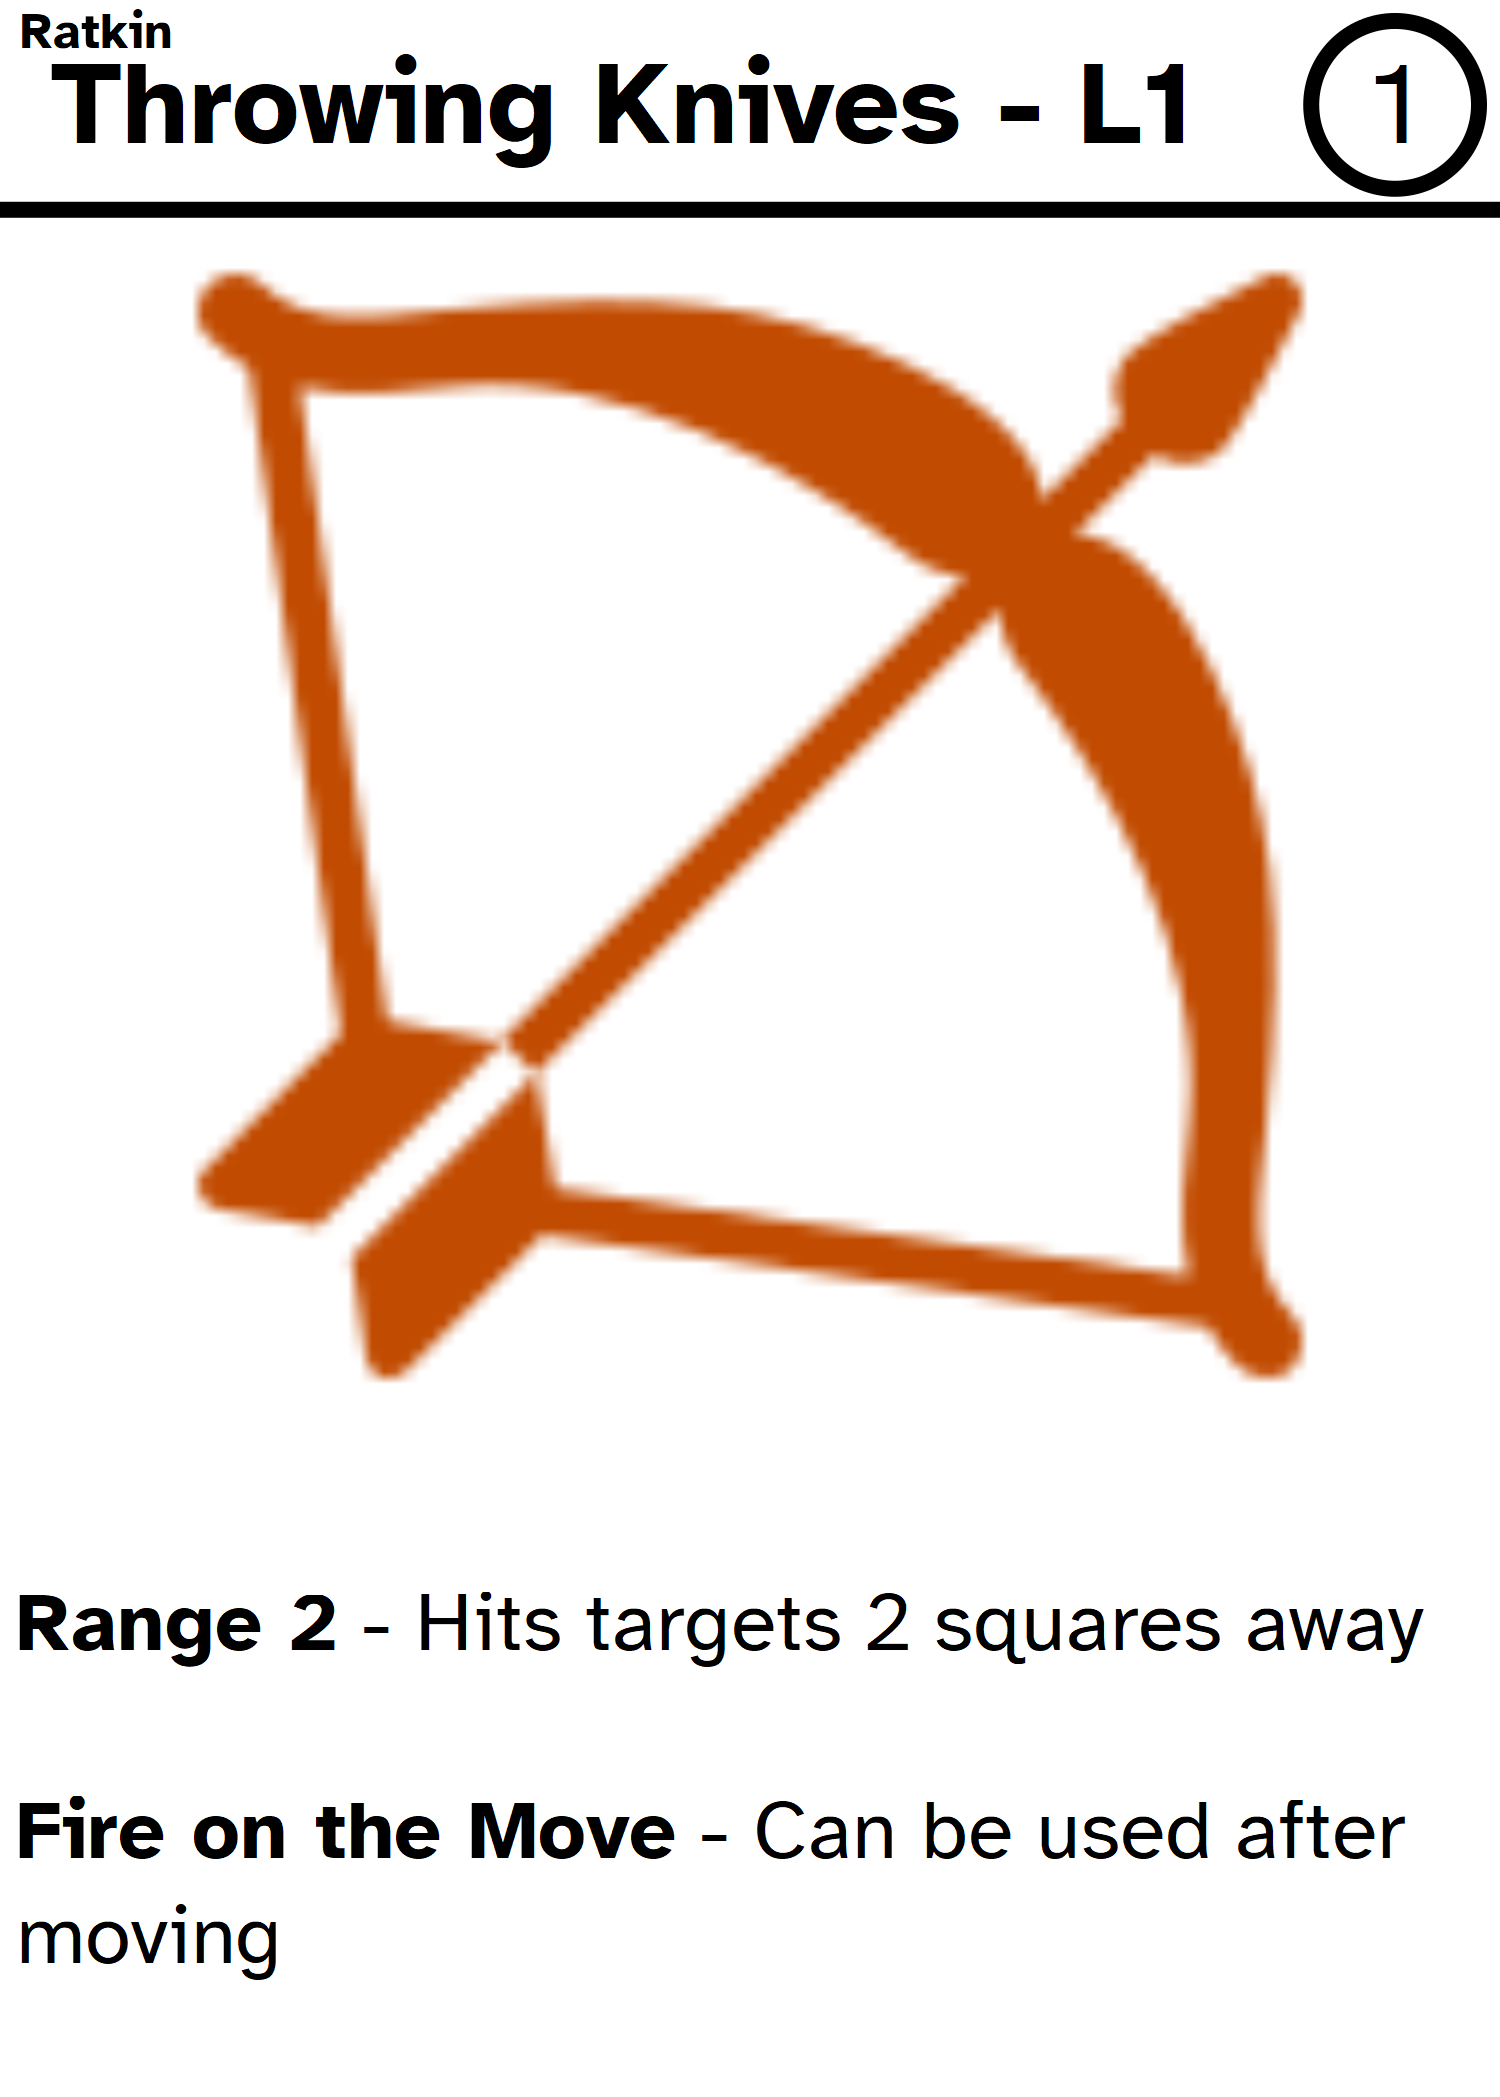 Ratkin
Throwing Knives - L1
1
Range 2 - Hits targets 2 squares away
Fire on the Move - Can be used after
moving